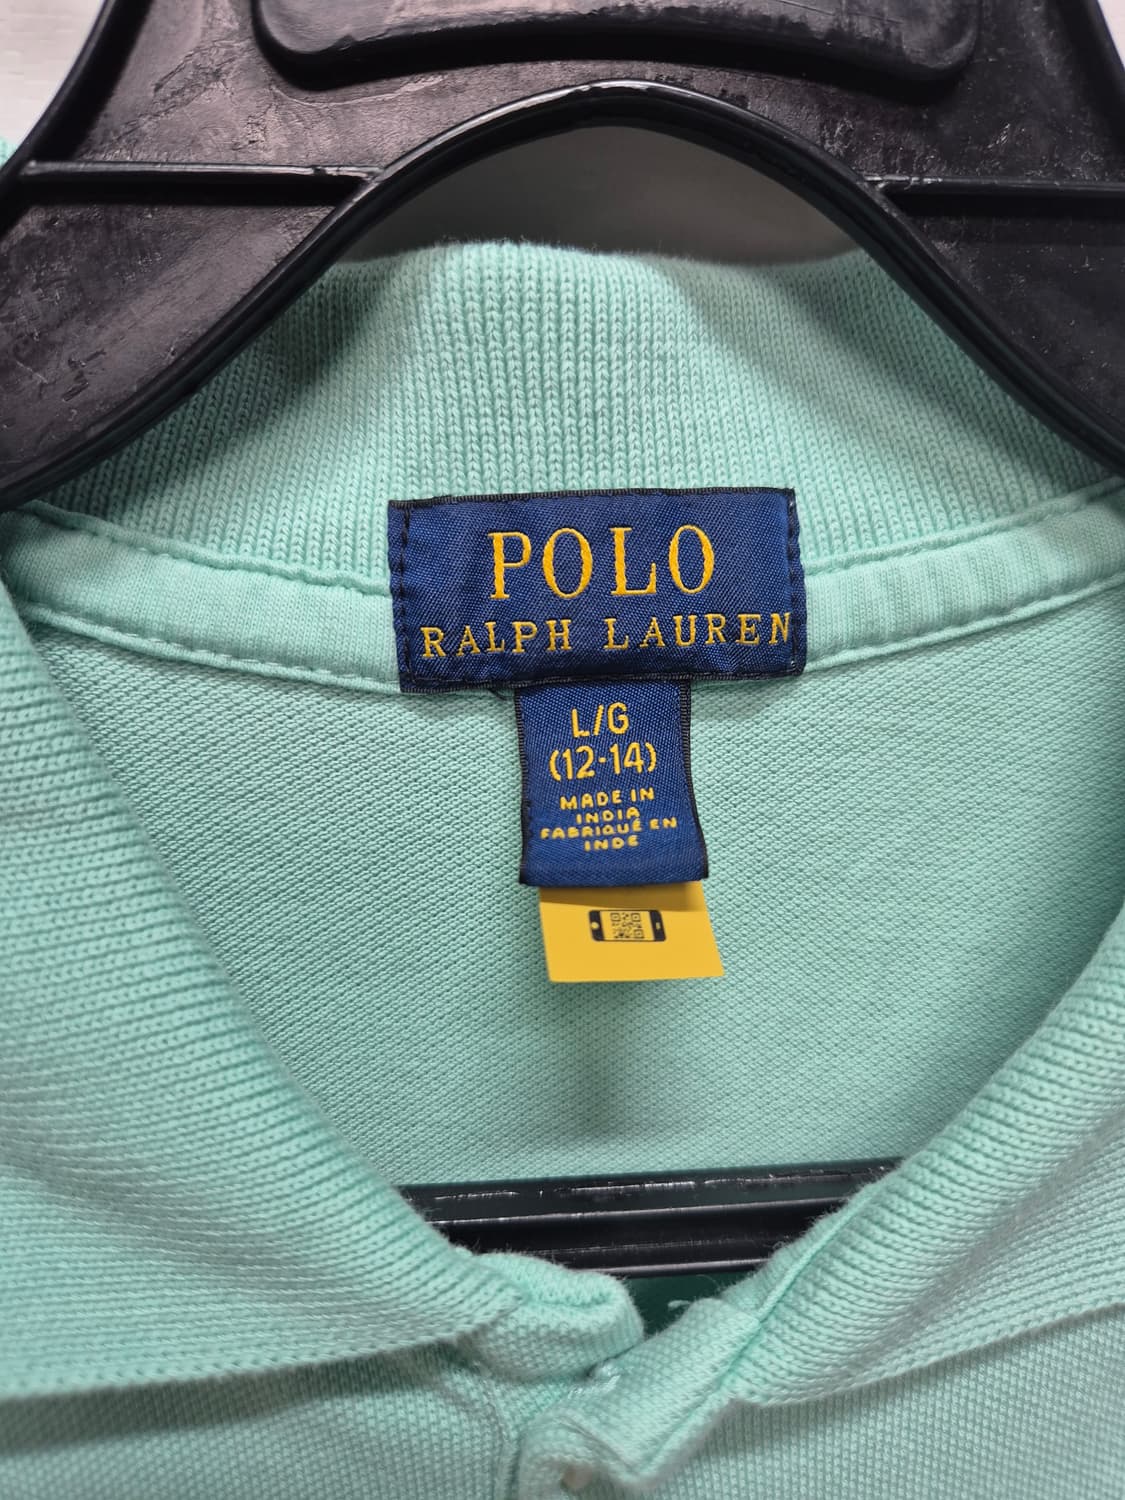 POLO
RALPH LAUREN
L/G
(12-14)
MADE IN
INDIA
FABRIQUÉ EN
INDE